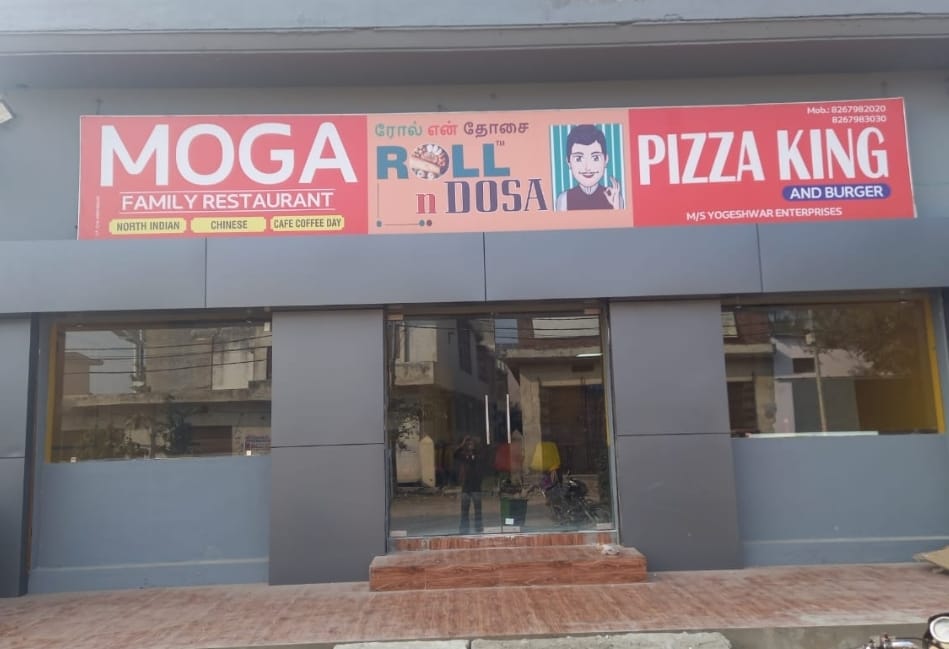 MOGA
FAMILY RESTAURANT
NORTH INDIAN CHINESE CAFE COFFEE DAY
ரோல் என் தோசை
ROLL TM
n DOSA
Mob.: 8267982020
8267983030
PIZZA KING
AND BURGER
M/S YOGESHWAR ENTERPRISES